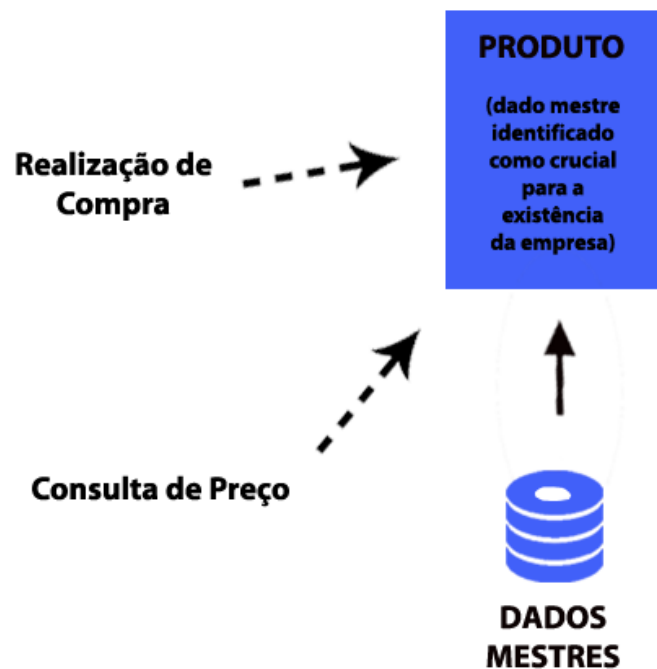 PRODUTO
(dado mestre
identificado
como crucial
para a
existência
da empresa)
Realização de
Compra
Consulta de Preço
DADOS
MESTRES